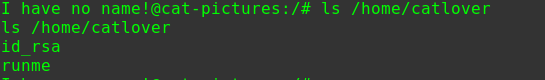 I have no name!@cat-pictures:/# ls /home/catlover
ls /home/catlover
id_rsa
runme